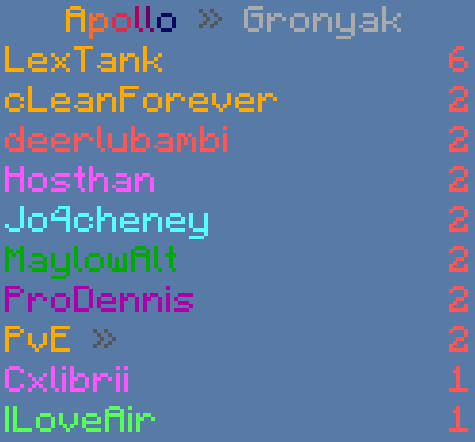 Apollo » Gronyak
LexTank 6
cLeanForever 2
deerlubambi 2
Hosthan 2
Jo9cheney 2
MaylowAlt 2
ProDennis 2
PvE » 2
Cxlibrii 1
ILoveAir 1